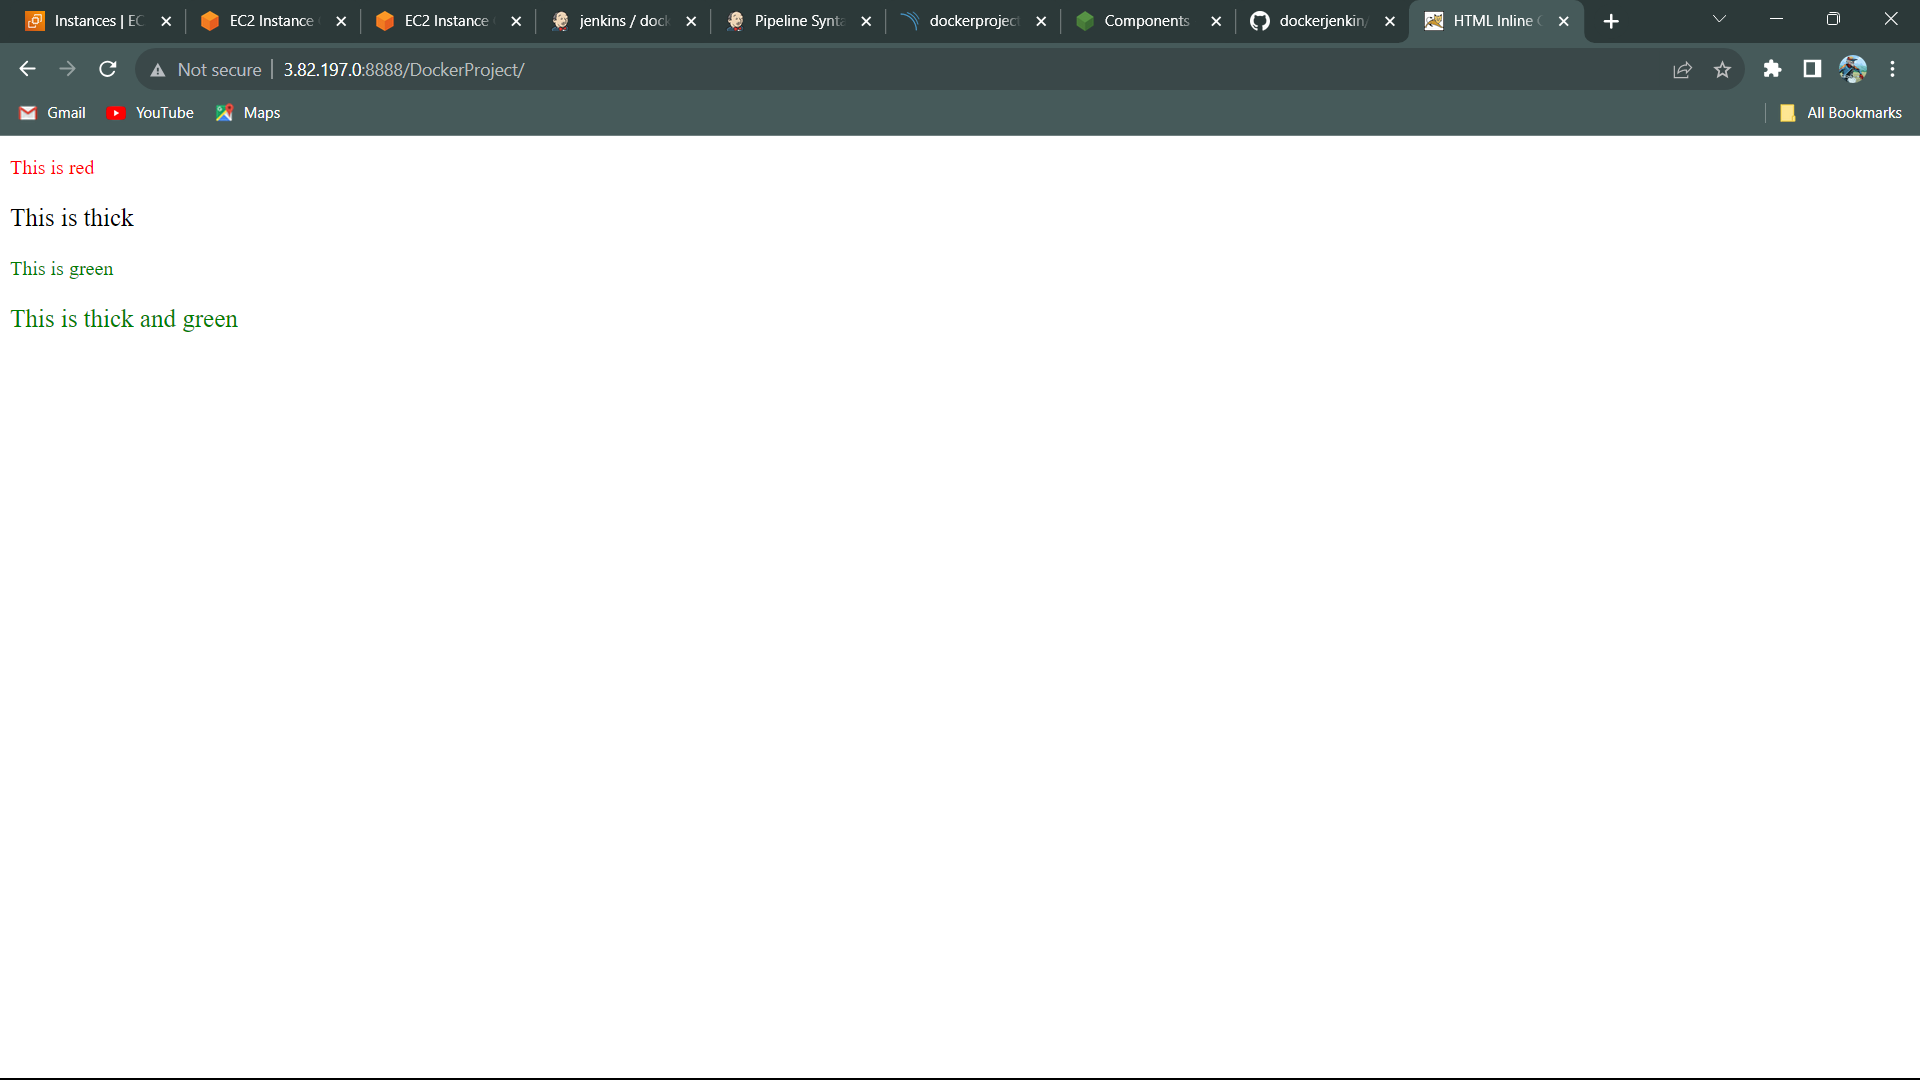 Instances | EC
EC2 Instance
EC2 Instance
jenkins / dock
Pipeline Synta
dockerproject
Components
dockerjenkin/
HTML Inline
Not secure
3.82.197.0:8888/DockerProject/
Gmail
YouTube
Maps
All Bookmarks
This is red
This is thick
This is green
This is thick and green